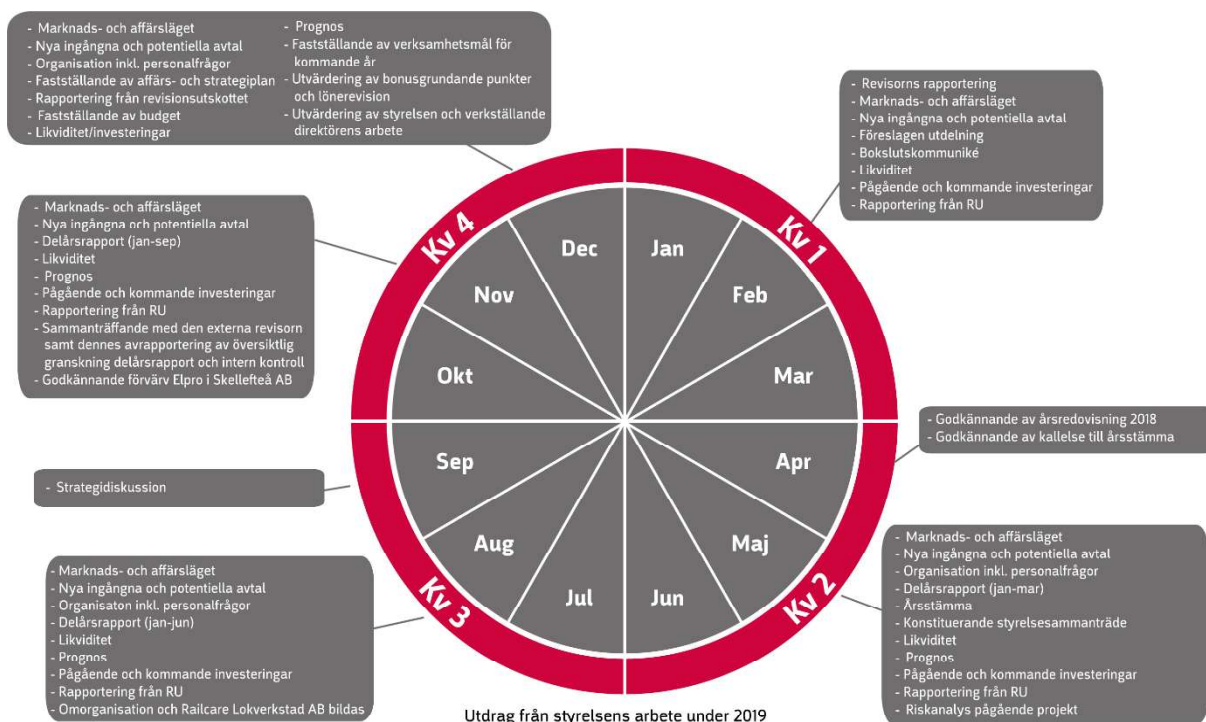 - Marknads- och affärsläget
- Nya ingångna och potentiella avtal
- Organisation inkl. personalfrågor
- Fastställande av affärs- och strategiplan
- Rapportering från revisionsutskottet
- Fastställande av budget
- Likviditet/investeringar
- Prognos
- Fastställande av verksamhetsmål för
kommande år
- Utvärdering av bonusgrundande punkter
och lönerevision
- Utvärdering av styrelsen och verkställande
direktörens arbete
- Revisorns rapportering
- Marknads- och affärsläget
- Nya ingångna och potentiella avtal
- Föreslagen utdelning
- Bokslutskommuniké
- Likviditet
- Pågående och kommande investeringar
- Rapportering från RU
- Marknads- och affärsläget
- Nya ingångna och potentiella avtal
- Delårsrapport (jan-sep)
- Likviditet
- Prognos
- Pågående och kommande investeringar
- Rapportering från RU
- Sammanträffande med den externa revisorn
samt dennes avrapportering av översiktlig
granskning delårsrapport och intern kontroll
- Godkännande förvärv Elpro i Skellefteå AB
Kv 4
Kv 1
Dec
Jan
Nov
Feb
Okt
Mar
Sep
Apr
Aug
Maj
Jul
Jun
Kv 3
Kv 2
- Godkännande av årsredovisning 2018
- Godkännande av kallelse till årsstämma
- Strategidiskussion
- Marknads- och affärsläget
- Nya ingångna och potentiella avtal
- Organisaton inkl. personalfrågor
- Delårsrapport (jan-jun)
- Likviditet
- Prognos
- Pågående och kommande investeringar
- Rapportering från RU
- Omorganisation och Railcare Lokverkstad AB bildas
- Marknads- och affärsläget
- Nya ingångna och potentiella avtal
- Organisation inkl. personalfrågor
- Delårsrapport (jan-mar)
- Årsstämma
- Konstituerande styrelsesammanträde
- Likviditet
- Prognos
- Pågående och kommande investeringar
- Rapportering från RU
- Riskanalys pågående projekt
Utdrag från styrelsens arbete under 2019